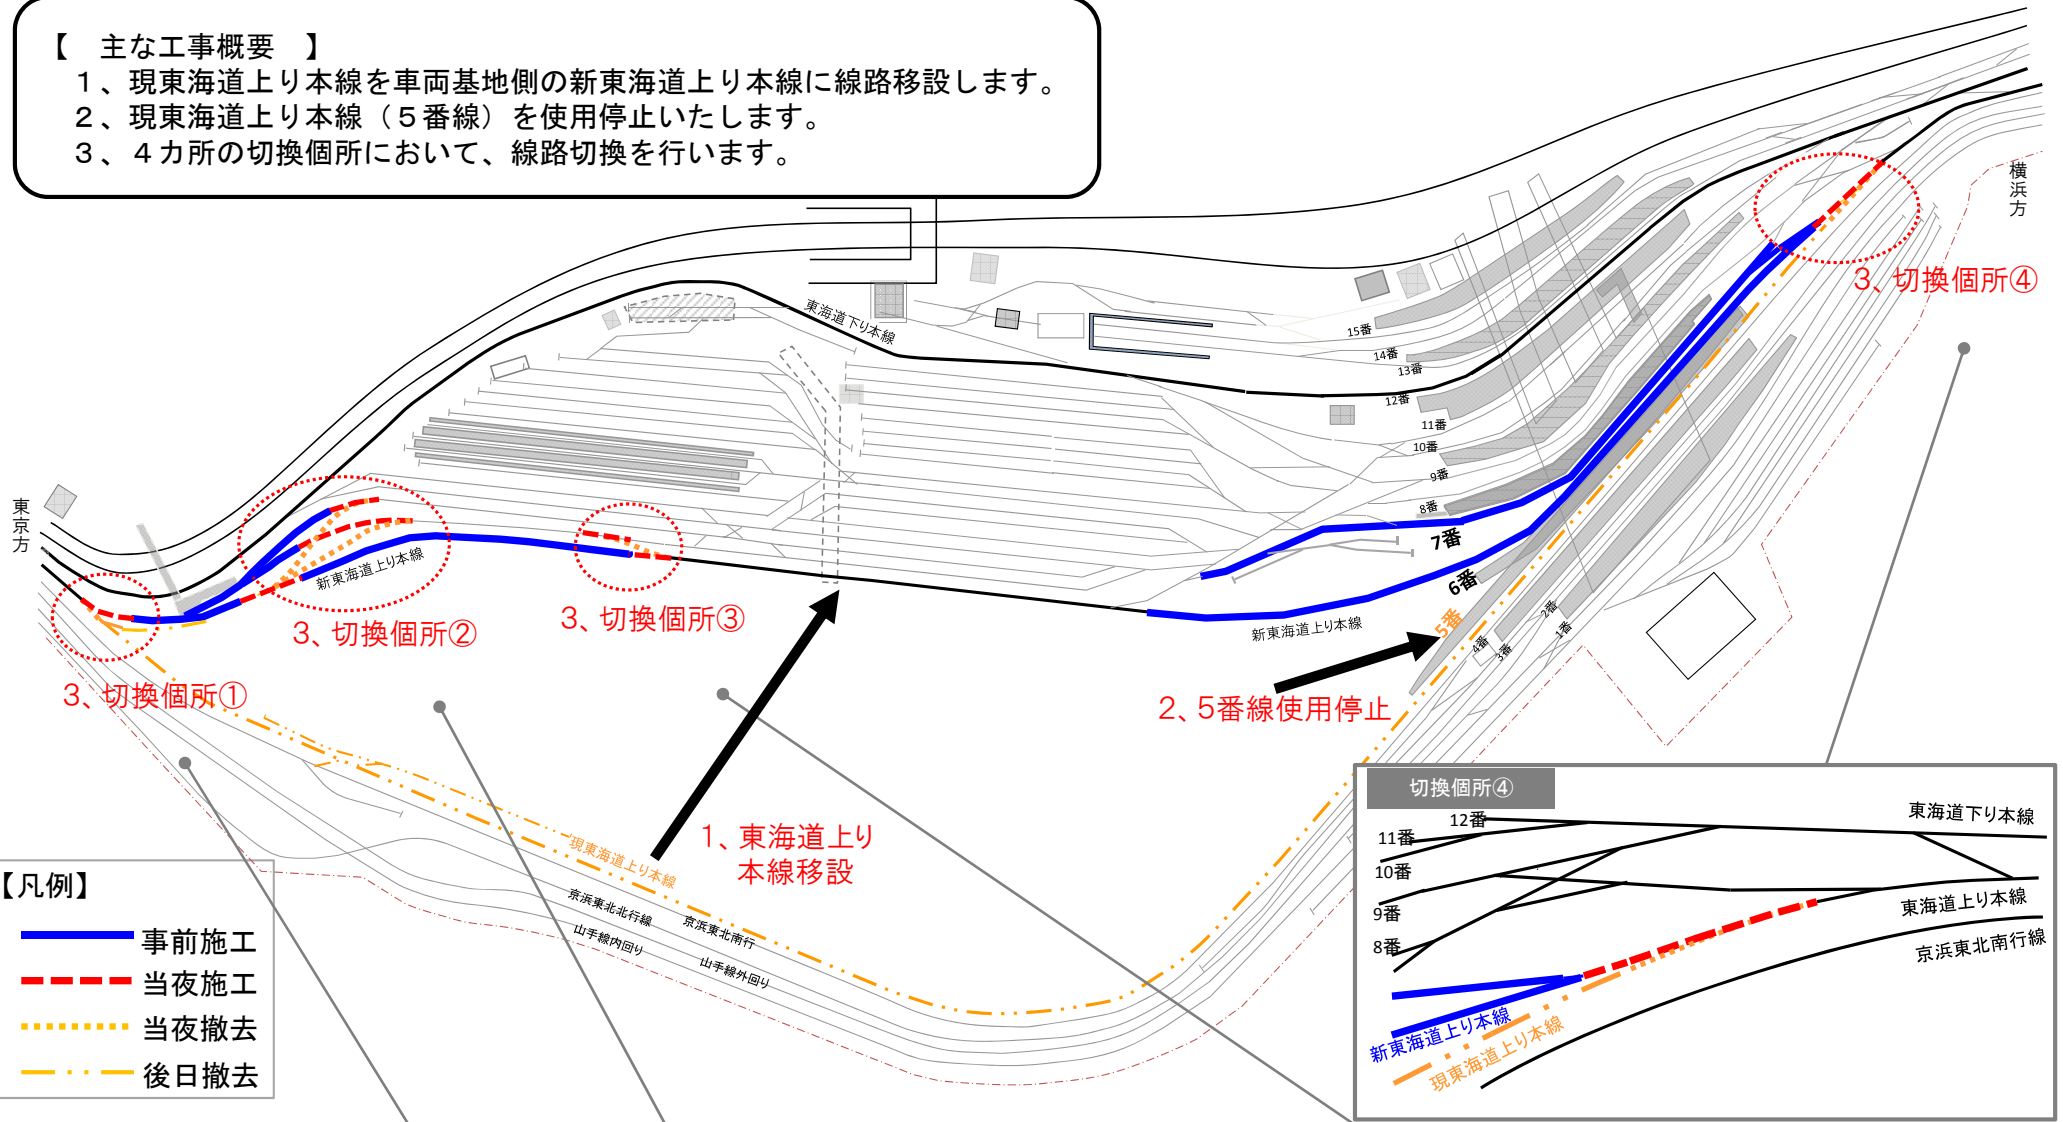 【　主な工事概要　】
１、現東海道上り本線を車両基地側の新東海道上り本線に線路移設します。
２、現東海道上り本線（５番線）を使用停止いたします。
３、４カ所の切換個所において、線路切換を行います。
横浜方
3、切換個所④
東海道下り本線
15番
14番
13番
12番
11番
10番
9番
8番
7番
6番
5番
4番
3番
2番
1番
東京方
新東海道上り本線
3、切換個所②
3、切換個所③
3、切換個所①
新東海道上り本線
2、5番線使用停止
1、東海道上り
本線移設
現東海道上り本線
京浜東北北行線
京浜東北南行
山手線内回り
山手線外回り
【凡例】
事前施工
当夜施工
当夜撤去
後日撤去
切換個所④
12番
11番
10番
9番
8番
東海道下り本線
東海道上り本線
京浜東北南行線
新東海道上り本線
現東海道上り本線